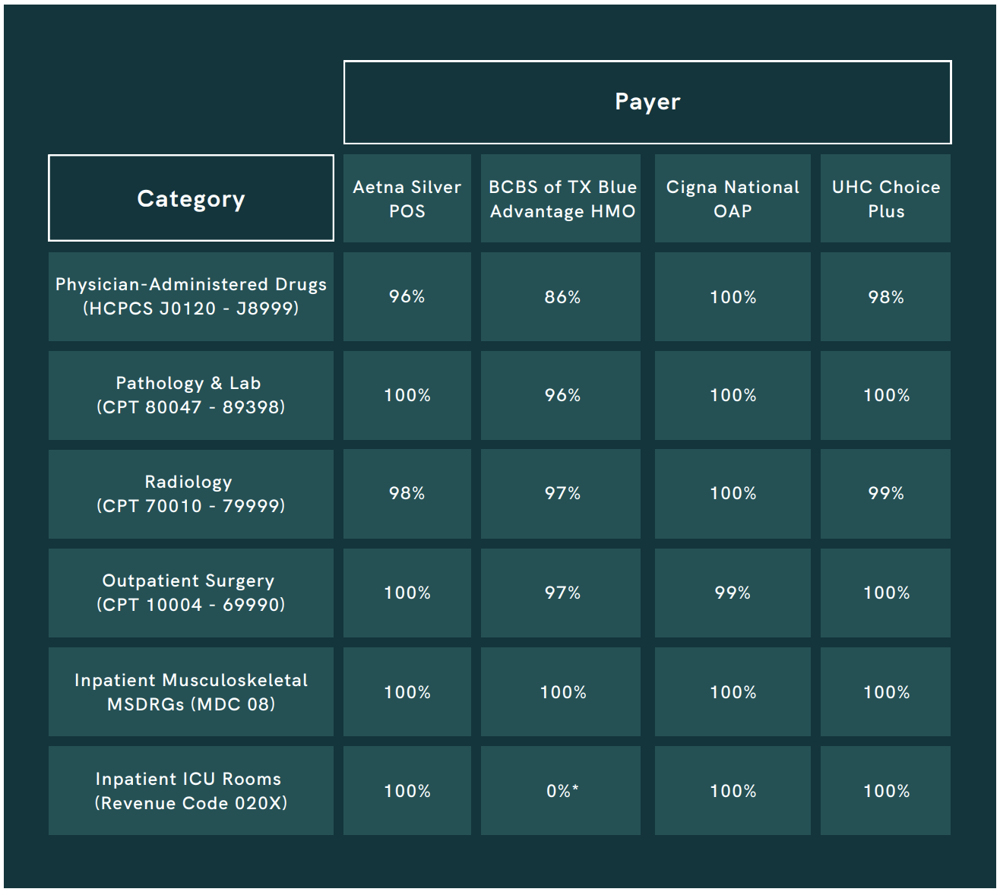 Payer
Category
Aetna Silver
POS
BCBS of TX Blue
Advantage HMO
Cigna National
OAP
UHC Choice
Plus
Physician-Administered Drugs
(HCPCS J0120 - J8999)
96%
86%
100%
98%
Pathology & Lab
(CPT 80047 - 89398)
100%
96%
100%
100%
Radiology
(CPT 70010 - 79999)
98%
97%
100%
99%
Outpatient Surgery
(CPT 10004 - 69990)
100%
97%
99%
100%
Inpatient Musculoskeletal
MSDRGs (MDC 08)
100%
100%
100%
100%
Inpatient ICU Rooms
(Revenue Code 020X)
100%
0%*
100%
100%